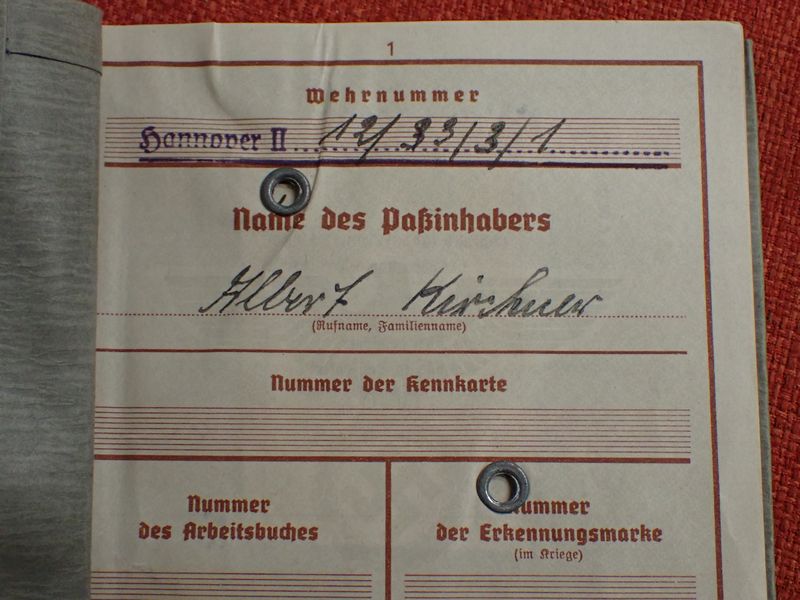 1
Wehrnummer
Hannover II 12/33/3/1
Name des Paßinhabers
Albert Kirchner
(Rufname, Familienname)
Nummer der Kennkarte
Nummer
des Arbeitsbuches
Nummer
der Erkennungsmarke
(im Kriege)